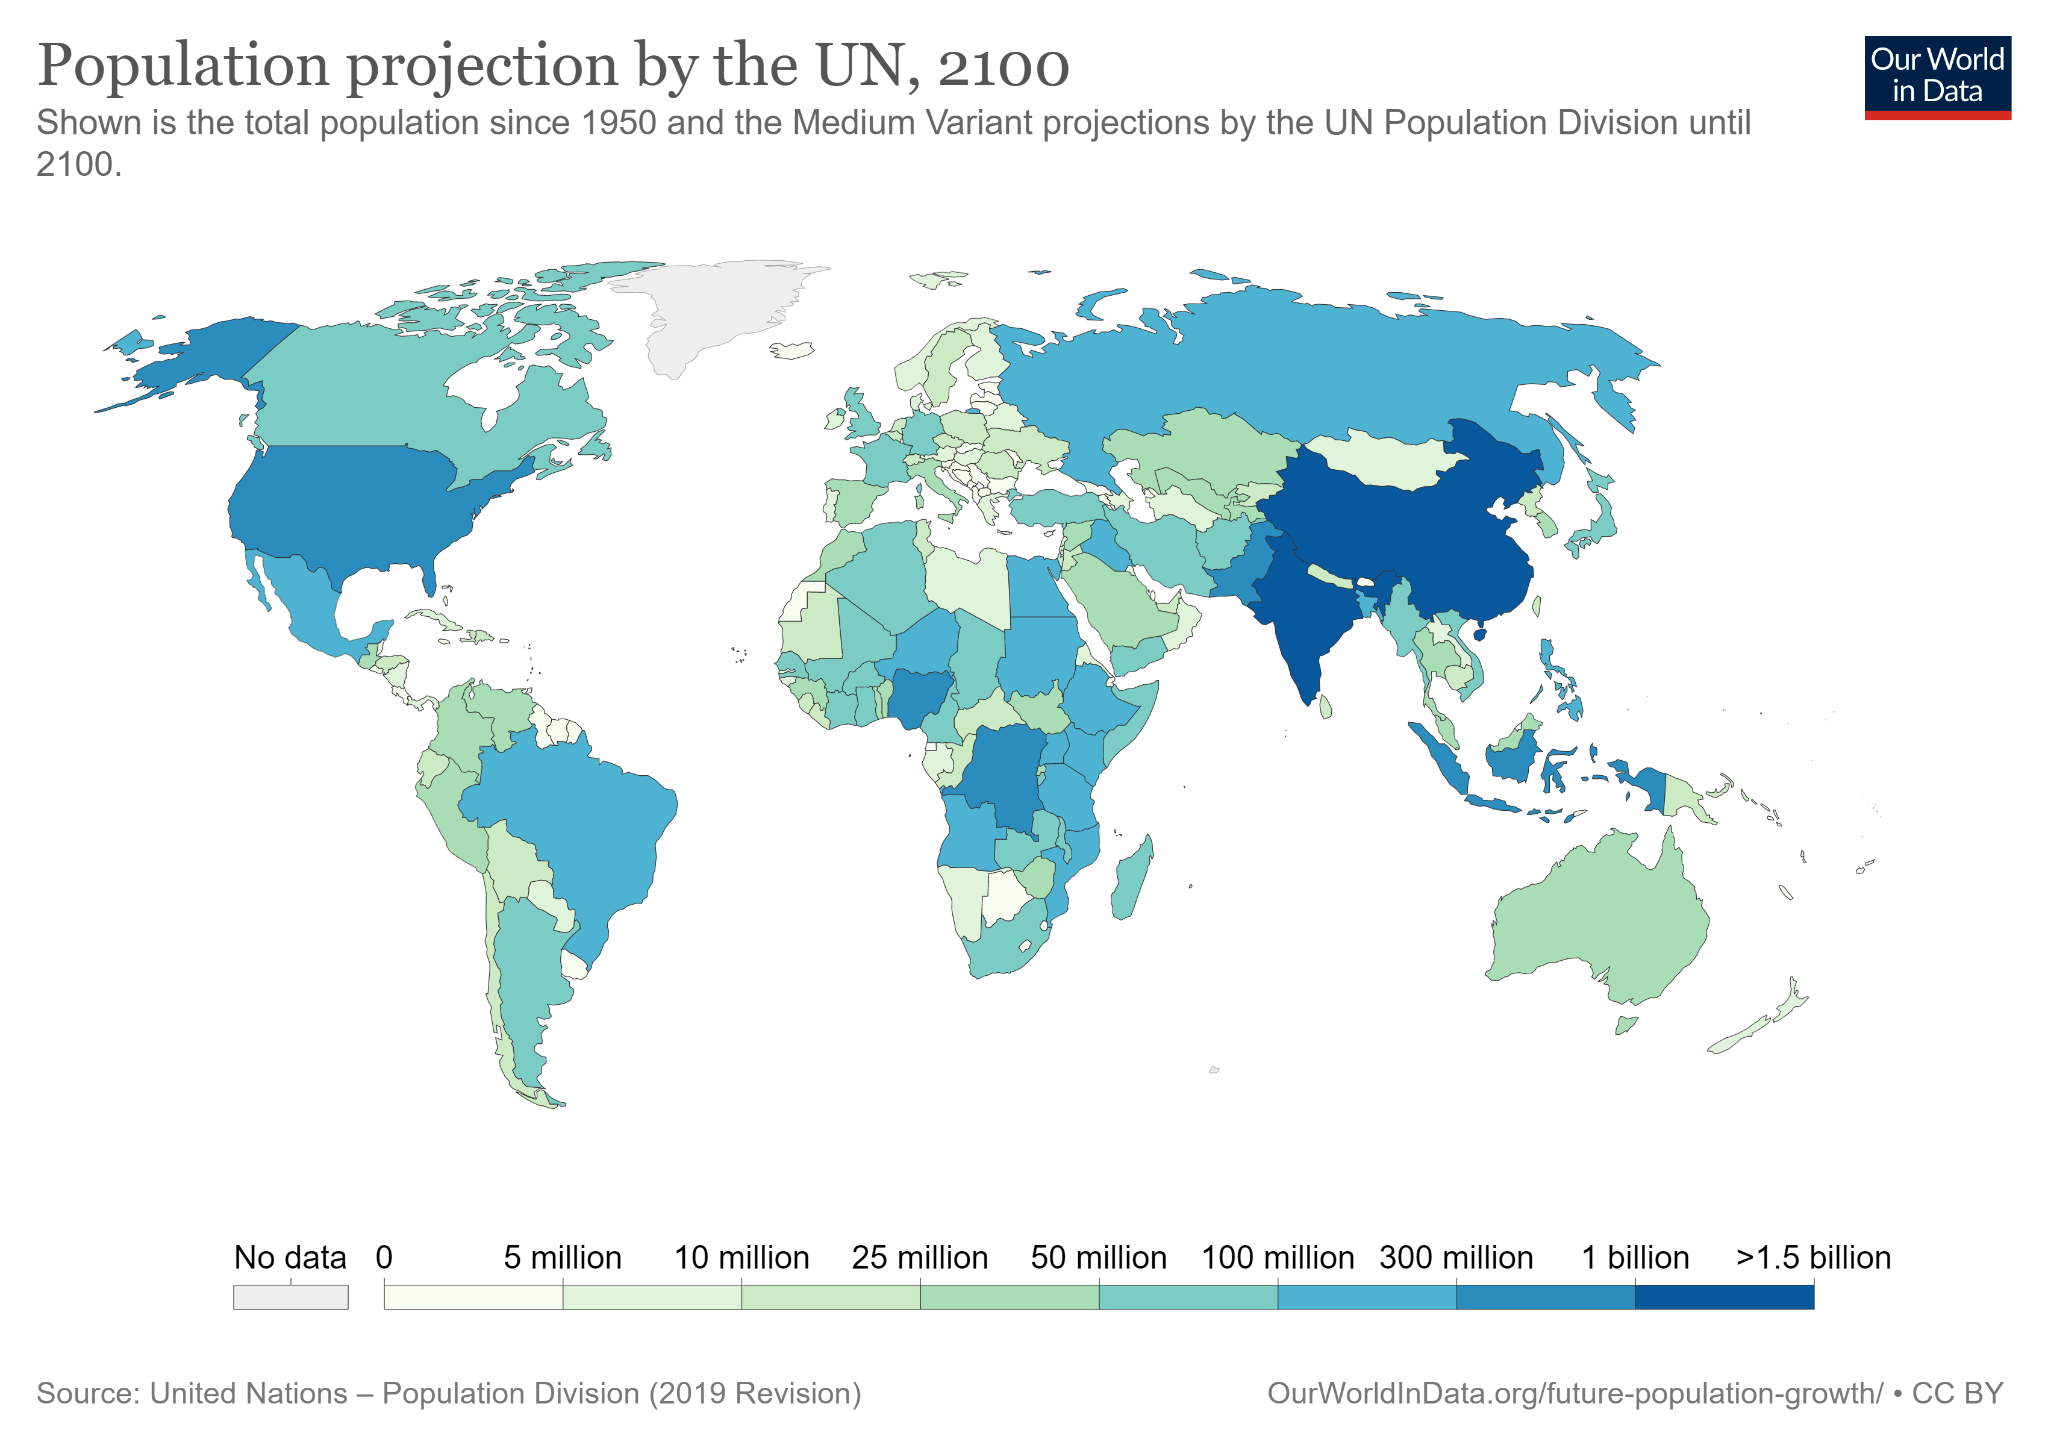 Population projection by the UN, 2100
Our World
in Data
Shown is the total population since 1950 and the Medium Variant projections by the UN Population Division until
2100.
No data 0 5 million 10 million 25 million 50 million 100 million 300 million 1 billion >1.5 billion
Source: United Nations – Population Division (2019 Revision) OurWorldInData.org/future-population-growth/ • CC BY